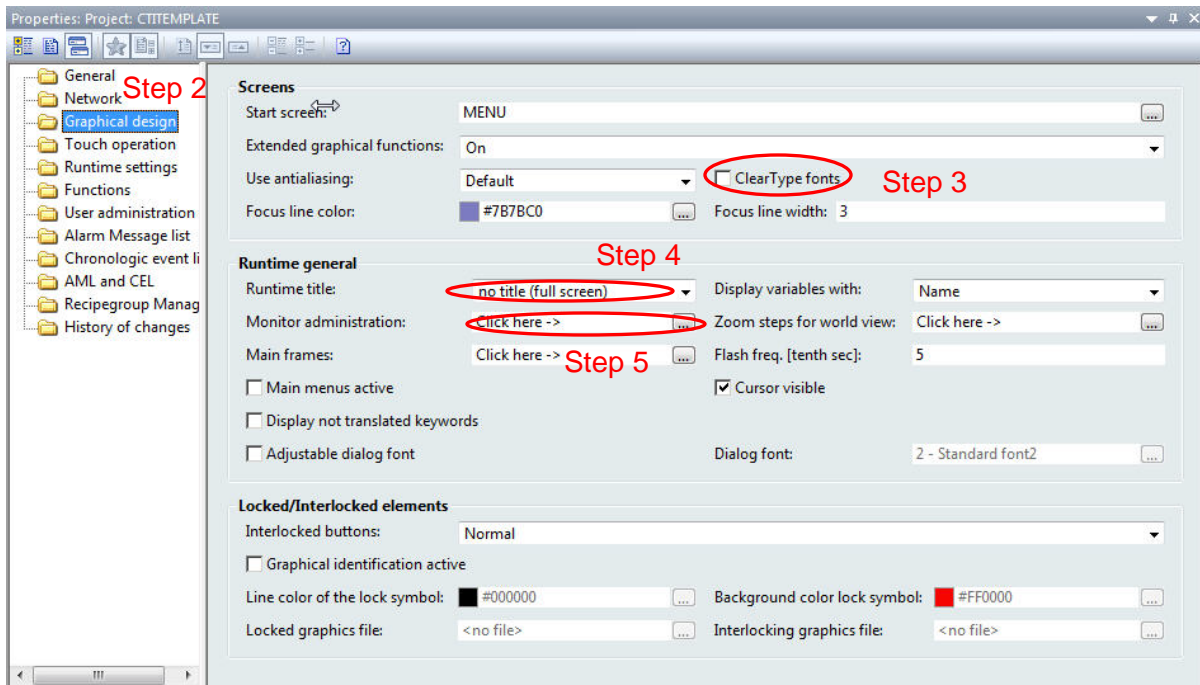 Properties: Project: CTITEMPLATE
General
Step 2
Network
Graphical design
Touch operation
Runtime settings
Functions
User administration
Alarm Message list
Chronologic event li
AML and CEL
Recipegroup Manag
History of changes
Screens
Start screen: MENU ...
Extended graphical functions: On
Use antialiasing: Default ClearType fonts Step 3
Focus line color: #7B7BC0 ... Focus line width: 3
Step 4
Runtime general
Runtime title: no title (full screen) Display variables with: Name
Monitor administration: Click here -> ... Zoom steps for world view: Click here -> ...
Main frames: Click here -> ... Flash freq. [tenth sec]: 5
Step 5
Main menus active Cursor visible
Display not translated keywords
Adjustable dialog font Dialog font: 2 - Standard font2 ...
Locked/Interlocked elements
Interlocked buttons: Normal
Graphical identification active
Line color of the lock symbol: #000000 ... Background color lock symbol: #FF0000 ...
Locked graphics file: <no file> ... Interlocking graphics file: <no file> ...